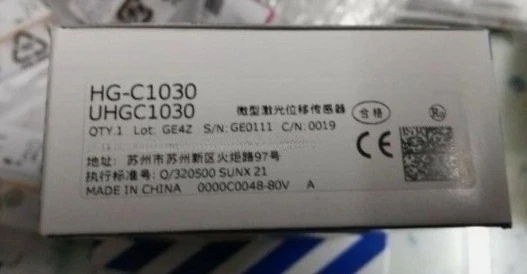 HG-C1030
UHGC1030 微型激光位移传感器 合格
QTY.1 Lot: GE4Z S/N:GE0111 C/N:0019
CE
地址: 苏州市苏州新区火炬路97号
执行标准号: Q/320500 SUNX 21
MADE IN CHINA 0000C0048-80V A